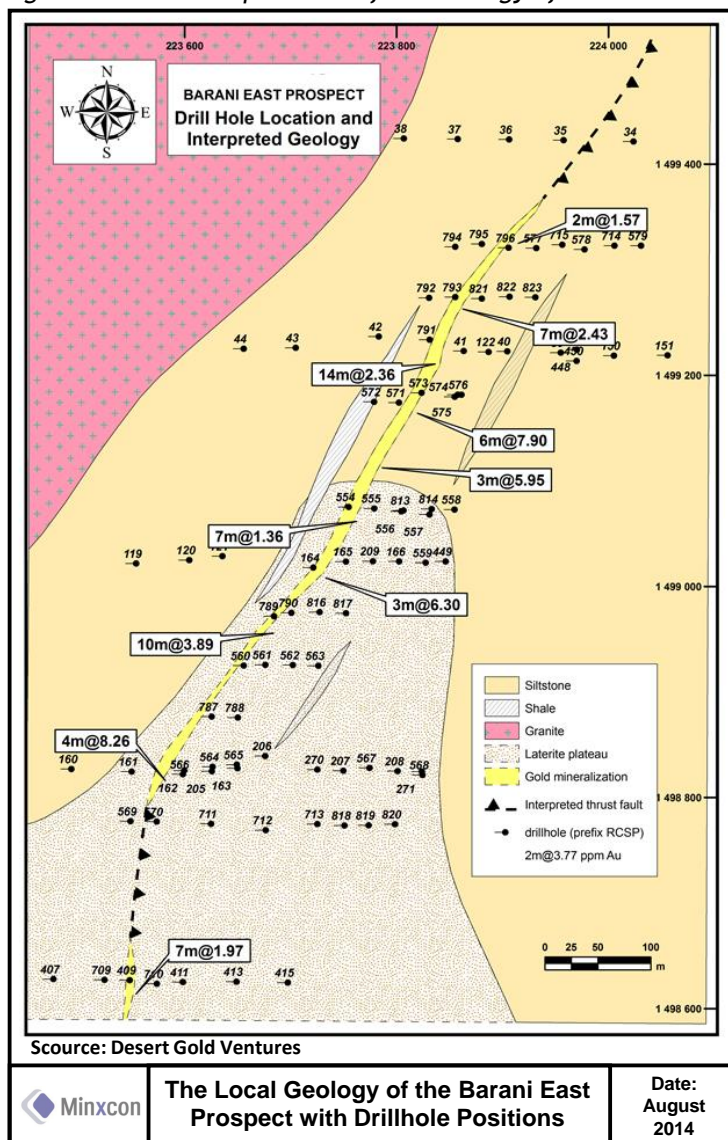 223 600
223 800
224 000
N
W
E
S
BARANI EAST PROSPECT
Drill Hole Location and
Interpreted Geology
38
37
36
35
34
1 499 400
2m@1.57
794
795
796
577
715
578
714
579
792
793
821
822
823
7m@2.43
44
43
42
791
41
122
40
450
448
150
151
14m@2.36
1 499 200
572
571
573
574
576
575
6m@7.90
3m@5.95
554
555
813
814
558
556
557
7m@1.36
119
120
164
165
209
166
559
449
1 499 000
3m@6.30
789
790
816
817
10m@3.89
560
561
562
563
787
788
4m@8.26
160
161
566
564
565
206
270
207
567
208
568
162
205
163
271
1 498 800
569
570
711
712
713
818
819
820
7m@1.97
407
709
409
710
411
413
415
1 498 600
Siltstone
Shale
Granite
Laterite plateau
Gold mineralization
Interpreted thrust fault
drillhole (prefix RCSP)
2m@3.77 ppm Au
0 25 50 100
m
Scource: Desert Gold Ventures
Minxcon
The Local Geology of the Barani East
Prospect with Drillhole Positions
Date:
August
2014